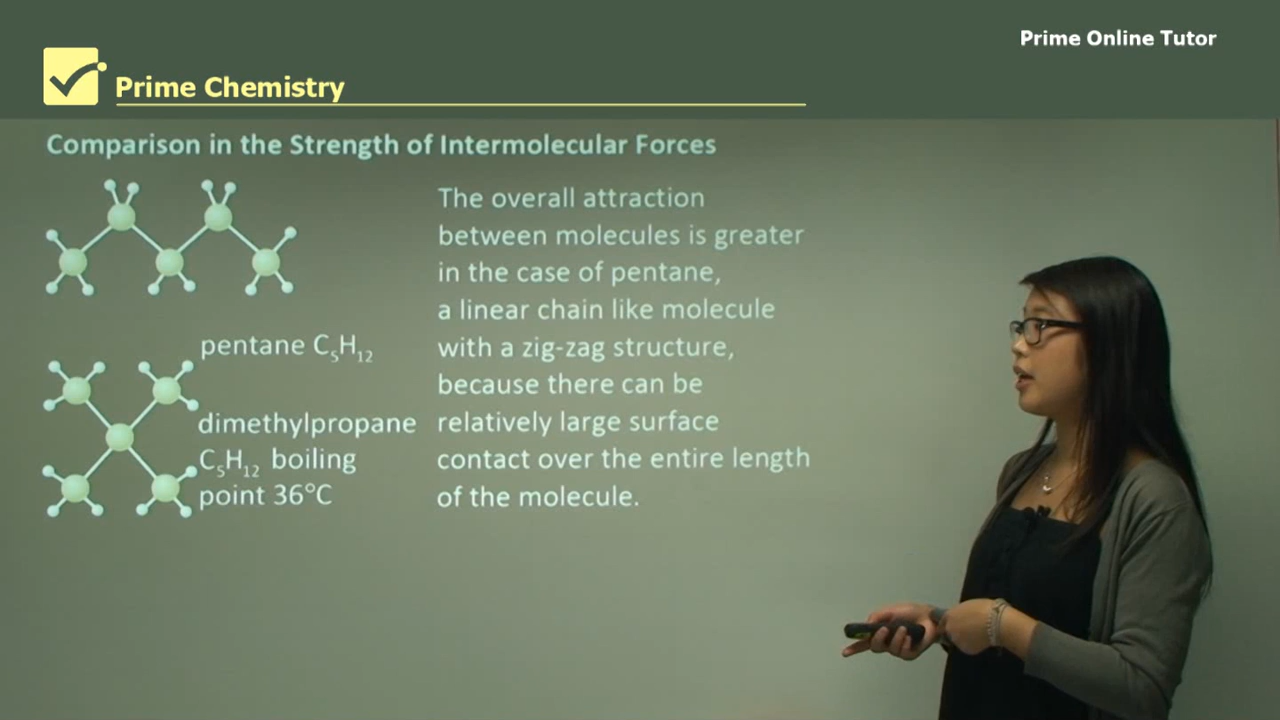 Prime Online Tutor
Prime Chemistry
Comparison in the Strength of Intermolecular Forces
pentane C₅H₁₂
dimethylpropane
C₅H₁₂ boiling
point 36°C
The overall attraction
between molecules is greater
in the case of pentane,
a linear chain like molecule
with a zig-zag structure,
because there can be
relatively large surface
contact over the entire length
of the molecule.